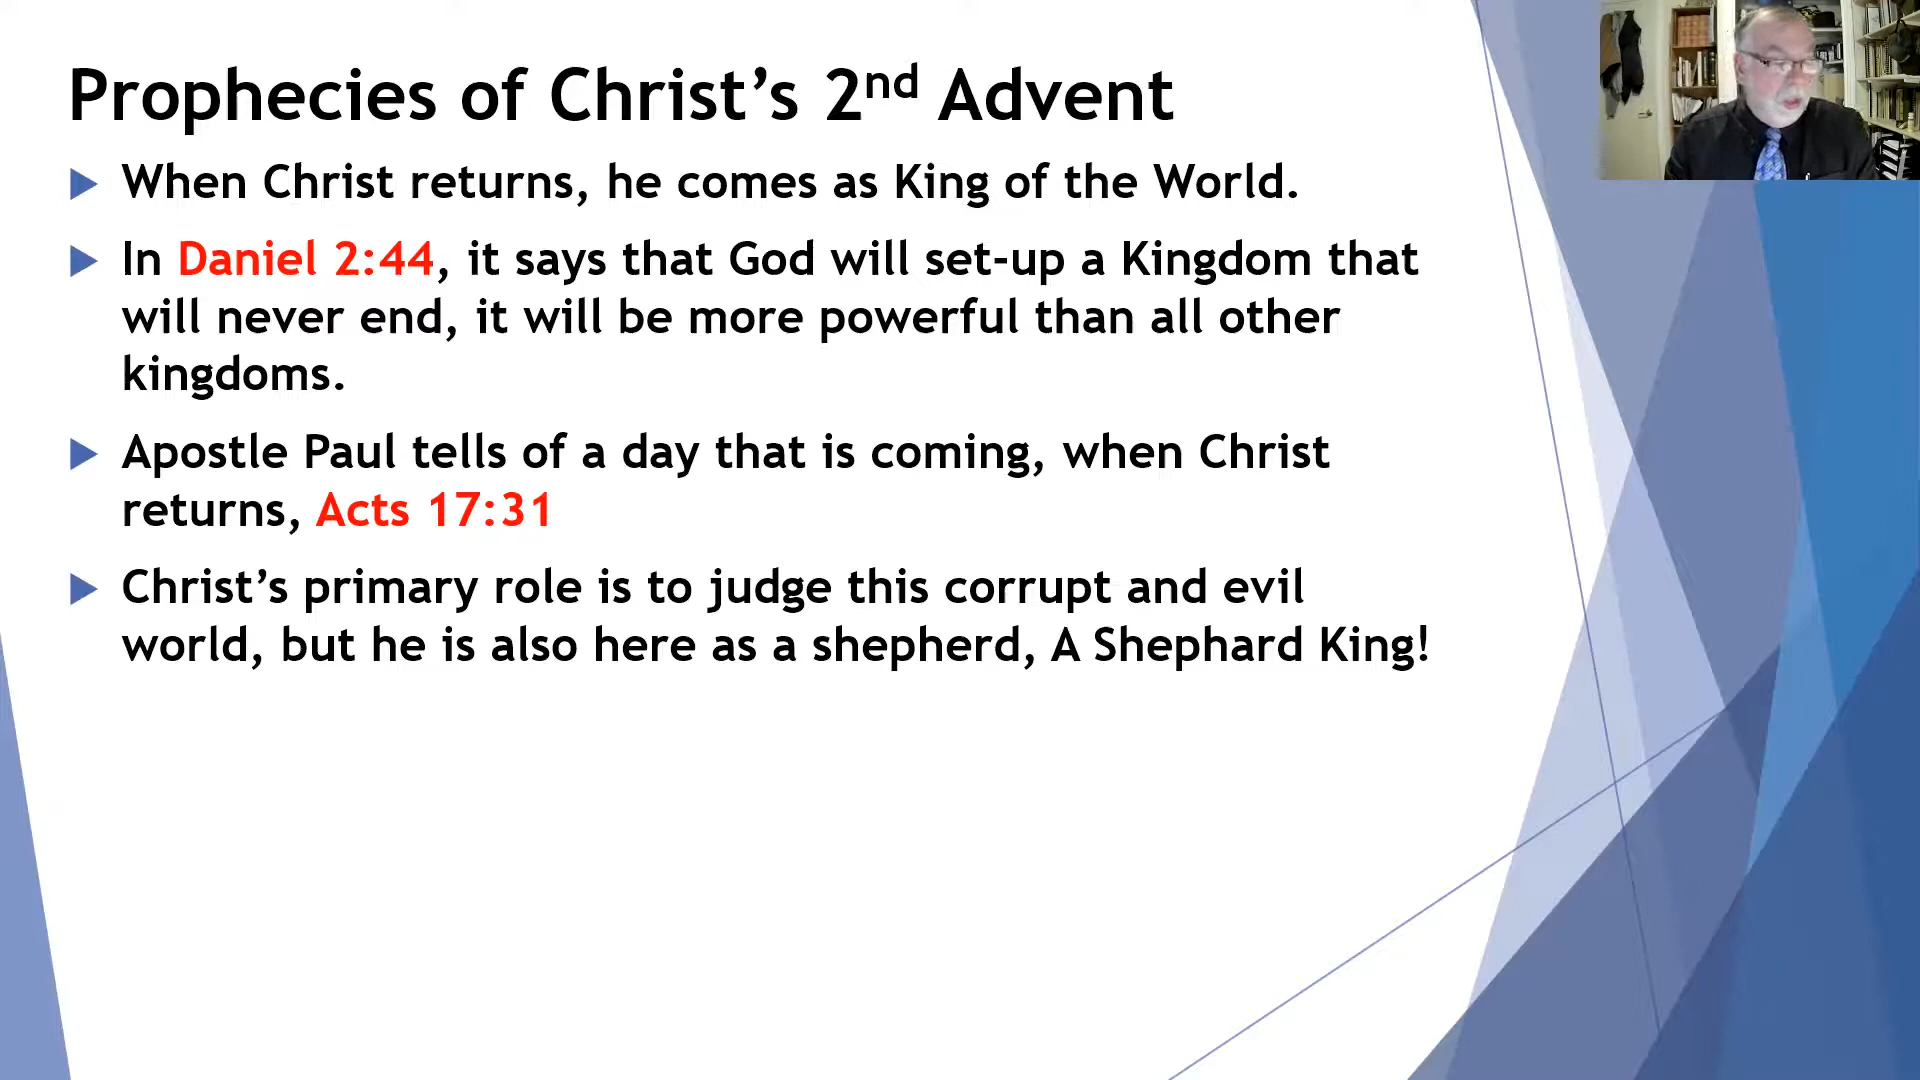 Prophecies of Christ’s 2nd Advent
When Christ returns, he comes as King of the World.
In Daniel 2:44, it says that God will set-up a Kingdom that
will never end, it will be more powerful than all other
kingdoms.
Apostle Paul tells of a day that is coming, when Christ
returns, Acts 17:31
Christ’s primary role is to judge this corrupt and evil
world, but he is also here as a shepherd, A Shephard King!